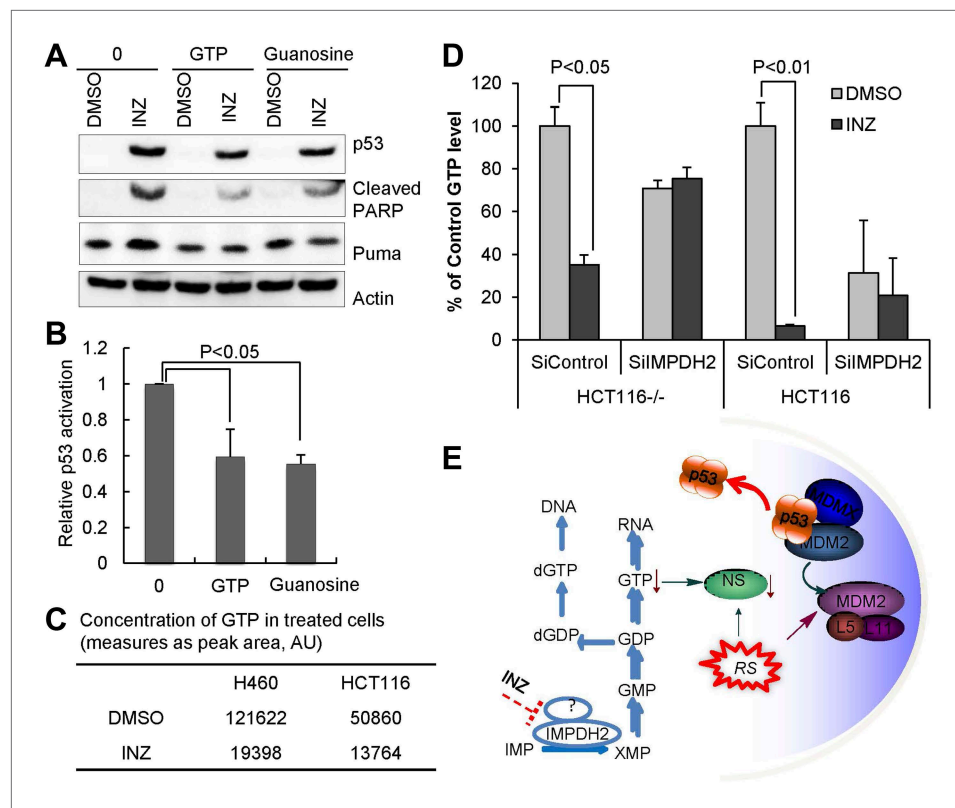 A
0 GTP Guanosine
DMSO INZ DMSO INZ DMSO INZ
p53
Cleaved
PARP
Puma
Actin
B
Relative p53 activation
1.2
1
0.8
0.6
0.4
0.2
0
P<0.05
0 GTP Guanosine
C Concentration of GTP in treated cells
(measures as peak area, AU)
H460 HCT116
DMSO 121622 50860
INZ 19398 13764
D
% of Control GTP level
120
100
80
60
40
20
0
P<0.05
P<0.01
DMSO
INZ
SiControl SiIMPDH2 SiControl SiIMPDH2
HCT116-/- HCT116
E
p53
p53
MDMX
MDM2
DNA
RNA
dGTP
GTP
NS
MDM2
L5 L11
dGDP
GDP
RS
GMP
INZ
?
IMPDH2
IMP
XMP